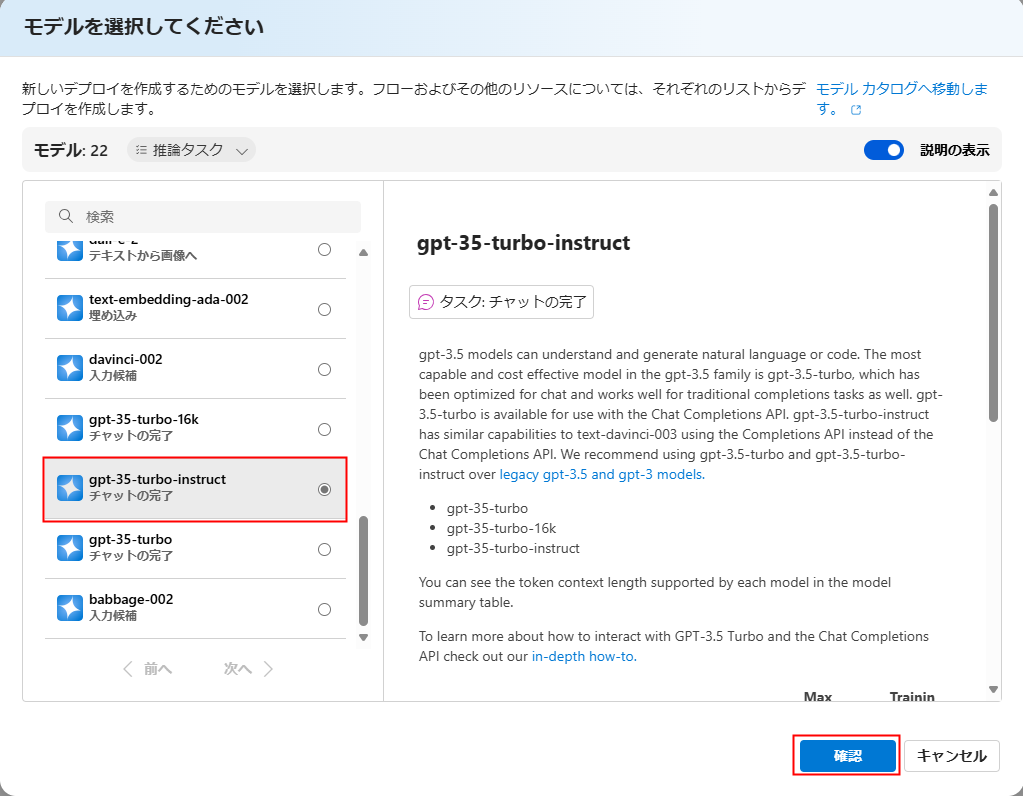 モデルを選択してください
新しいデプロイを作成するためのモデルを選択します。フローおよびその他のリソースについては、それぞれのリストからデ
プロイを作成します。
モデル カタログへ移動しま
す。
モデル: 22
推論タスク
説明の表示
検索
dall-e-2
テキストから画像へ
text-embedding-ada-002
埋め込み
davinci-002
入力候補
gpt-35-turbo-16k
チャットの完了
gpt-35-turbo-instruct
チャットの完了
gpt-35-turbo
チャットの完了
babbage-002
入力候補
前へ
次へ
gpt-35-turbo-instruct
タスク: チャットの完了
gpt-3.5 models can understand and generate natural language or code. The most
capable and cost effective model in the gpt-3.5 family is gpt-3.5-turbo, which has
been optimized for chat and works well for traditional completions tasks as well. gpt-
3.5-turbo is available for use with the Chat Completions API. gpt-3.5-turbo-instruct
has similar capabilities to text-davinci-003 using the Completions API instead of the
Chat Completions API. We recommend using gpt-3.5-turbo and gpt-3.5-turbo-
instruct over legacy gpt-3.5 and gpt-3 models.
• gpt-35-turbo
• gpt-35-turbo-16k
• gpt-35-turbo-instruct
You can see the token context length supported by each model in the model
summary table.
To learn more about how to interact with GPT-3.5 Turbo and the Chat Completions
API check out our in-depth how-to.
Max
Trainin
確認
キャンセル